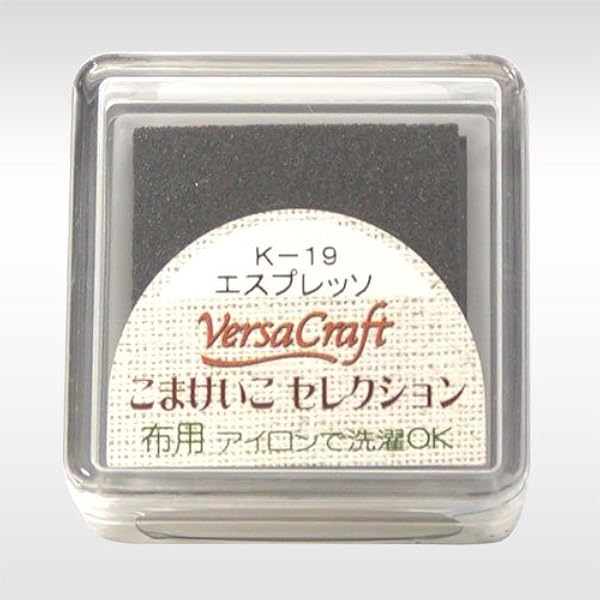 K－19
エスプレッソ
VersaCraft
こまけいこ セレクション
布用 アイロンで洗濯OK